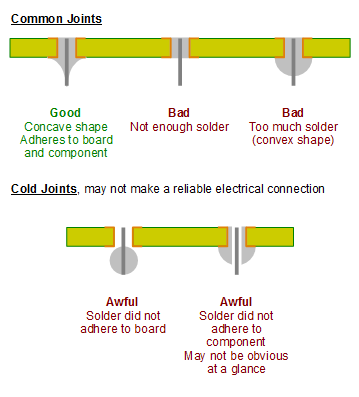 Common Joints
Good
Concave shape
Adheres to board
and component
Bad
Not enough solder
Bad
Too much solder
(convex shape)
Cold Joints, may not make a reliable electrical connection
Awful
Solder did not
adhere to board
Awful
Solder did not
adhere to
component
May not be obvious
at a glance